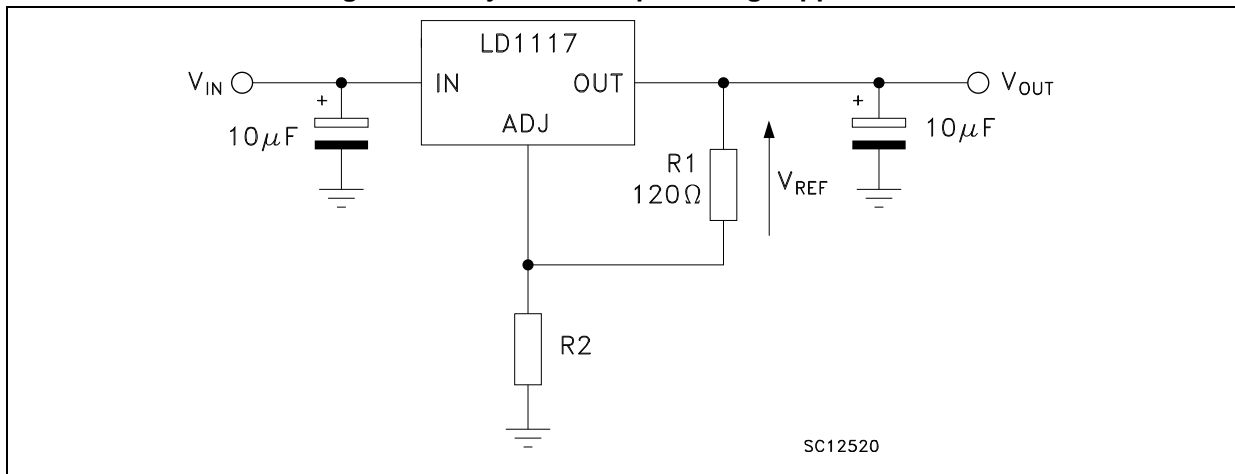 LD1117
V_IN
IN
OUT
V_OUT
ADJ
+
10μF
+
10μF
R1
120Ω
V_REF
R2
SC12520